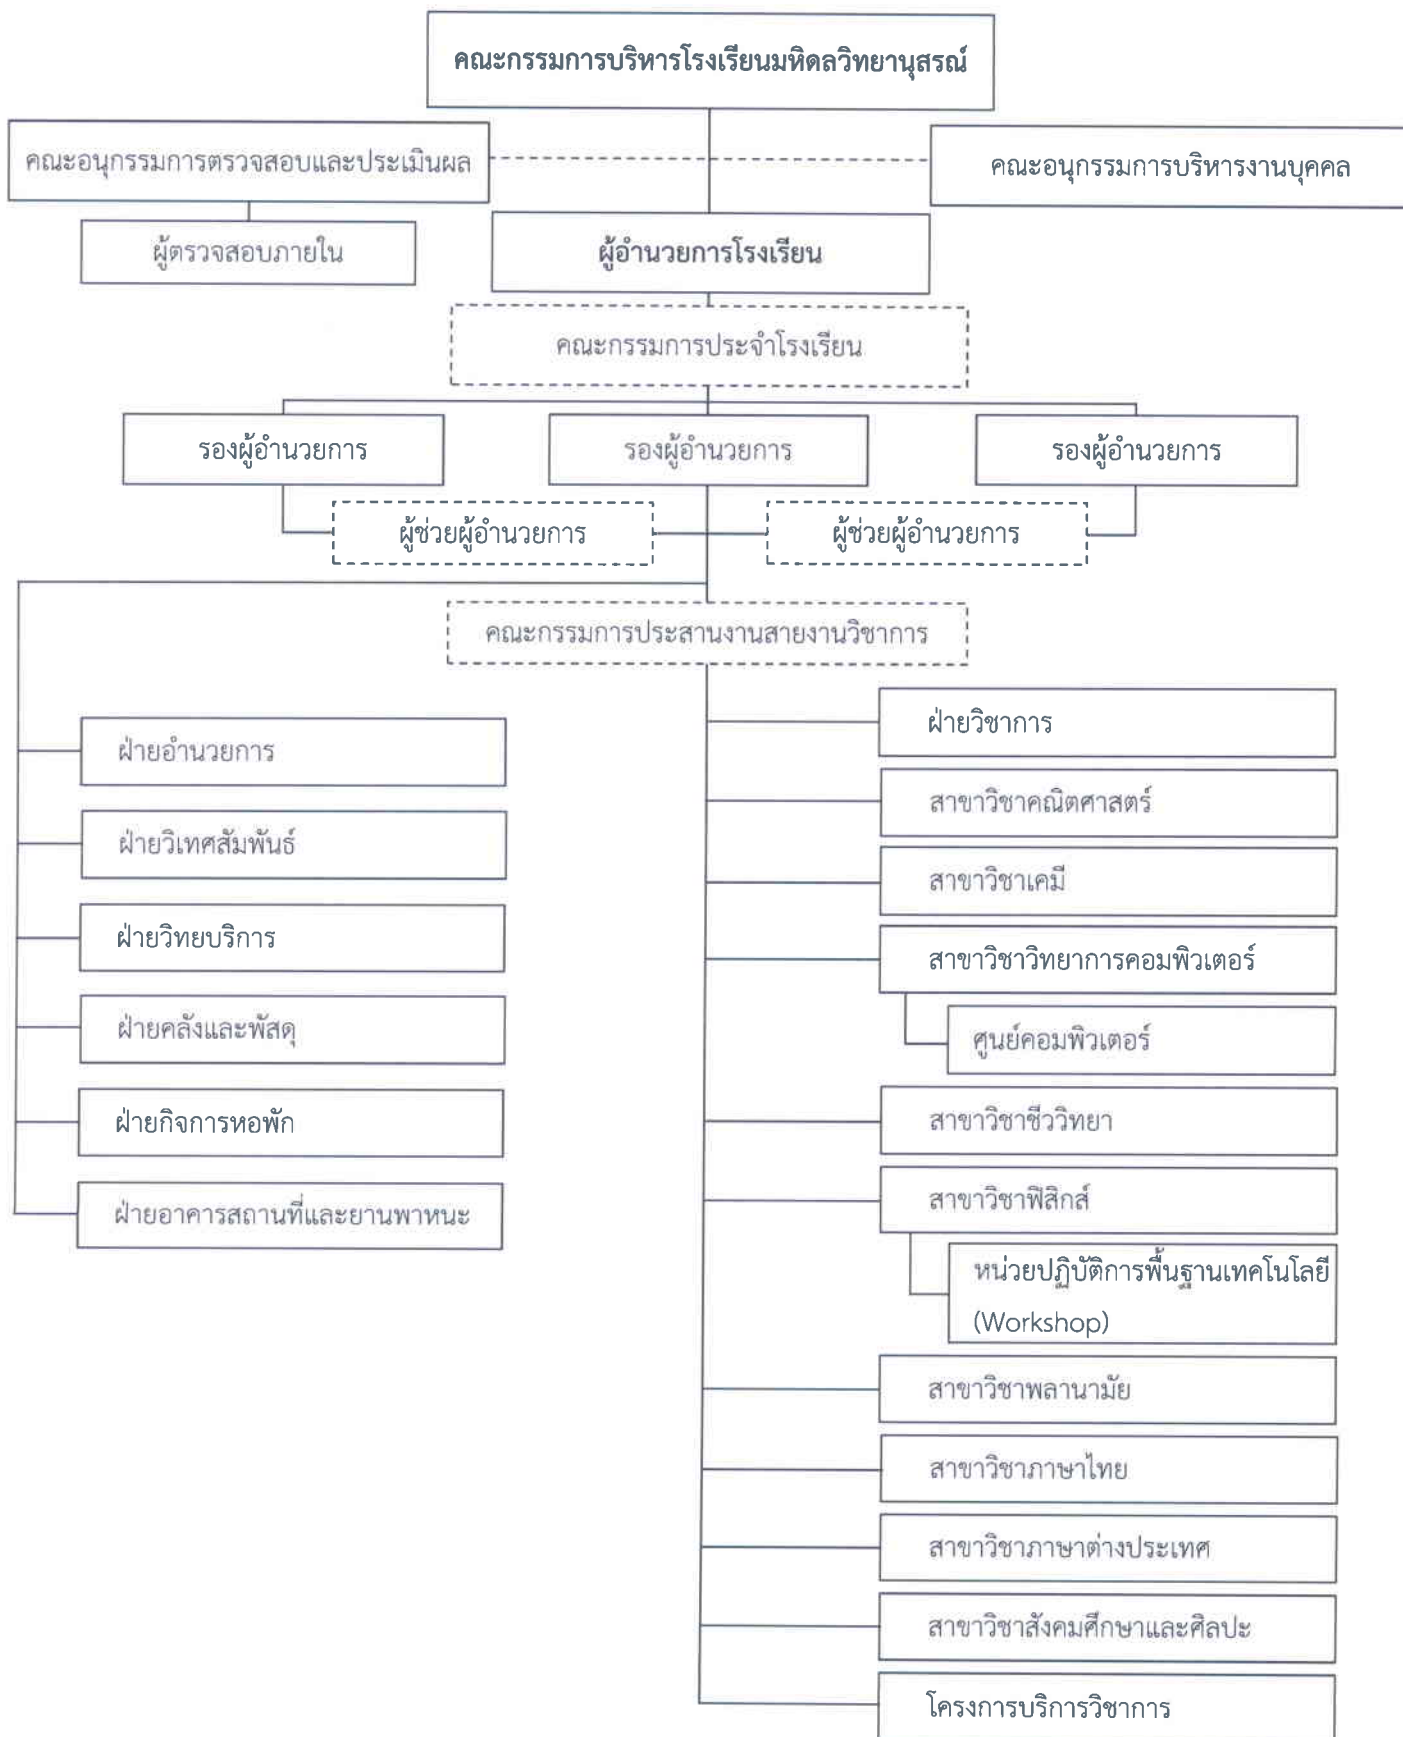 คณะกรรมการบริหารโรงเรียนมหิดลวิทยานุสรณ์
คณะอนุกรรมการตรวจสอบและประเมินผล
คณะอนุกรรมการบริหารงานบุคคล
ผู้ตรวจสอบภายใน
ผู้อำนวยการโรงเรียน
คณะกรรมการประจำโรงเรียน
รองผู้อำนวยการ
รองผู้อำนวยการ
รองผู้อำนวยการ
ผู้ช่วยผู้อำนวยการ
ผู้ช่วยผู้อำนวยการ
คณะกรรมการประสานงานสายงานวิชาการ
ฝ่ายอำนวยการ
ฝ่ายวิเทศสัมพันธ์
ฝ่ายวิทยบริการ
ฝ่ายคลังและพัสดุ
ฝ่ายกิจการหอพัก
ฝ่ายอาคารสถานที่และยานพาหนะ
ฝ่ายวิชาการ
สาขาวิชาคณิตศาสตร์
สาขาวิชาเคมี
สาขาวิชาวิทยาการคอมพิวเตอร์
ศูนย์คอมพิวเตอร์
สาขาวิชาชีววิทยา
สาขาวิชาฟิสิกส์
หน่วยปฏิบัติการพื้นฐานเทคโนโลยี
(Workshop)
สาขาวิชาพลานามัย
สาขาวิชาภาษาไทย
สาขาวิชาภาษาต่างประเทศ
สาขาวิชาสังคมศึกษาและศิลปะ
โครงการบริการวิชาการ